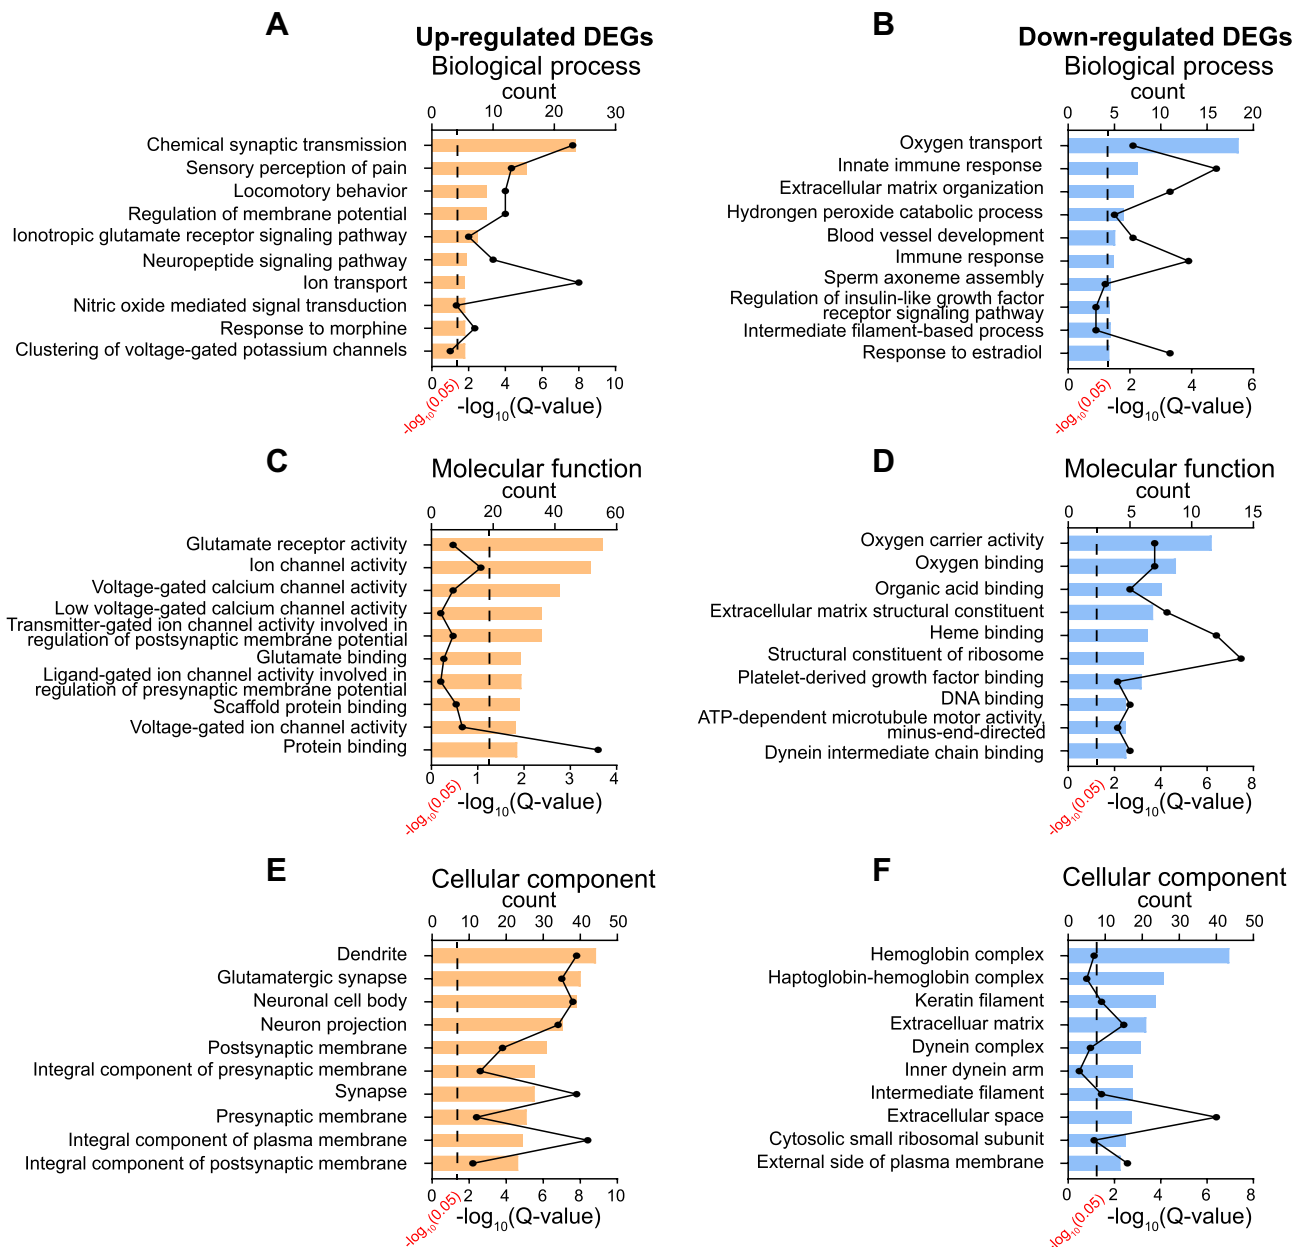 A
Up-regulated DEGs
Biological process
count
0 10 20 30
Chemical synaptic transmission
Sensory perception of pain
Locomotory behavior
Regulation of membrane potential
Ionotropic glutamate receptor signaling pathway
Neuropeptide signaling pathway
Ion transport
Nitric oxide mediated signal transduction
Response to morphine
Clustering of voltage-gated potassium channels
0 2 4 6 8 10
-log10(0.05)
-log10(Q-value)
B
Down-regulated DEGs
Biological process
count
0 5 10 15 20
Oxygen transport
Innate immune response
Extracellular matrix organization
Hydrongen peroxide catabolic process
Blood vessel development
Immune response
Sperm axoneme assembly
Regulation of insulin-like growth factor
receptor signaling pathway
Intermediate filament-based process
Response to estradiol
0 2 4 6
-log10(0.05)
-log10(Q-value)
C
Molecular function
count
0 20 40 60
Glutamate receptor activity
Ion channel activity
Voltage-gated calcium channel activity
Low voltage-gated calcium channel activity
Transmitter-gated ion channel activity involved in
regulation of postsynaptic membrane potential
Glutamate binding
Ligand-gated ion channel activity involved in
regulation of presynaptic membrane potential
Scaffold protein binding
Voltage-gated ion channel activity
Protein binding
0 1 2 3 4
-log10(0.05)
-log10(Q-value)
D
Molecular function
count
0 5 10 15
Oxygen carrier activity
Oxygen binding
Organic acid binding
Extracellular matrix structural constituent
Heme binding
Structural constituent of ribosome
Platelet-derived growth factor binding
DNA binding
ATP-dependent microtubule motor activity,
minus-end-directed
Dynein intermediate chain binding
0 2 4 6 8
-log10(0.05)
-log10(Q-value)
E
Cellular component
count
0 10 20 30 40 50
Dendrite
Glutamatergic synapse
Neuronal cell body
Neuron projection
Postsynaptic membrane
Integral component of presynaptic membrane
Synapse
Presynaptic membrane
Integral component of plasma membrane
Integral component of postsynaptic membrane
0 2 4 6 8 10
-log10(0.05)
-log10(Q-value)
F
Cellular component
count
0 10 20 30 40 50
Hemoglobin complex
Haptoglobin-hemoglobin complex
Keratin filament
Extracelluar matrix
Dynein complex
Inner dynein arm
Intermediate filament
Extracellular space
Cytosolic small ribosomal subunit
External side of plasma membrane
0 2 4 6 8
-log10(0.05)
-log10(Q-value)